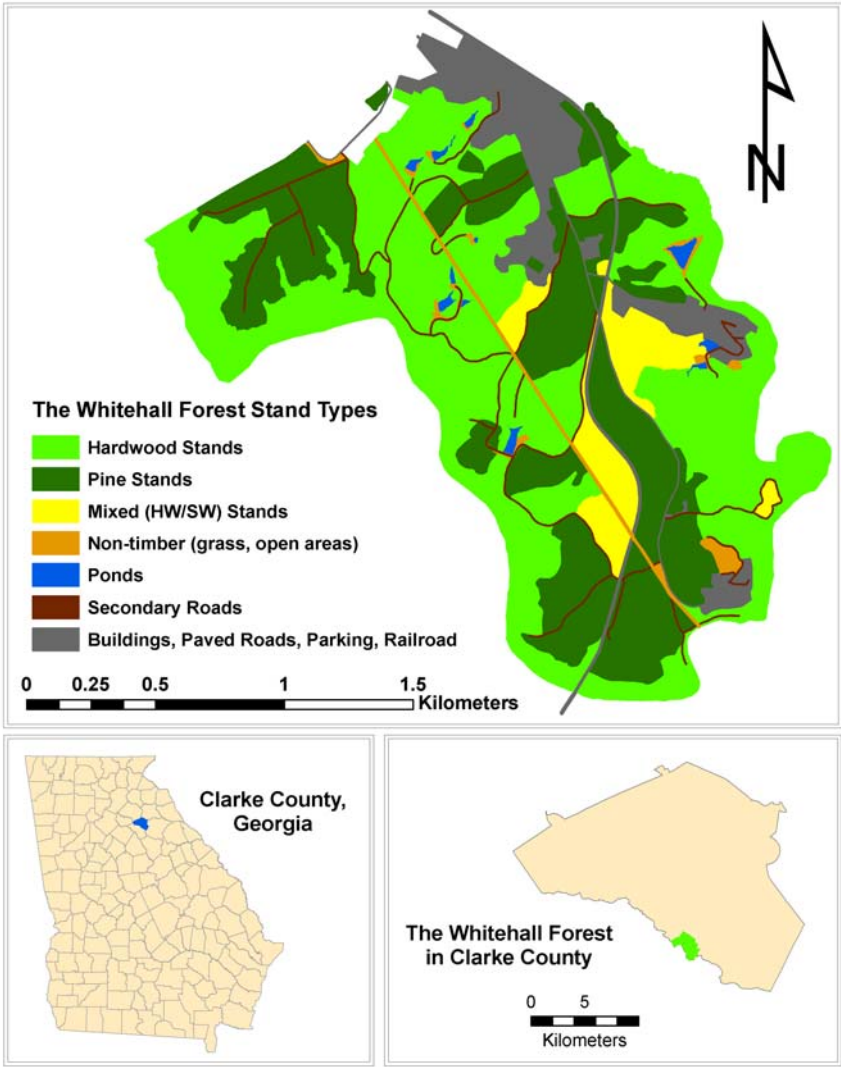 N
The Whitehall Forest Stand Types
Hardwood Stands
Pine Stands
Mixed (HW/SW) Stands
Non-timber (grass, open areas)
Ponds
Secondary Roads
Buildings, Paved Roads, Parking, Railroad
0 0.25 0.5 1 1.5
Kilometers
Clarke County,
Georgia
The Whitehall Forest
in Clarke County
0 5
Kilometers